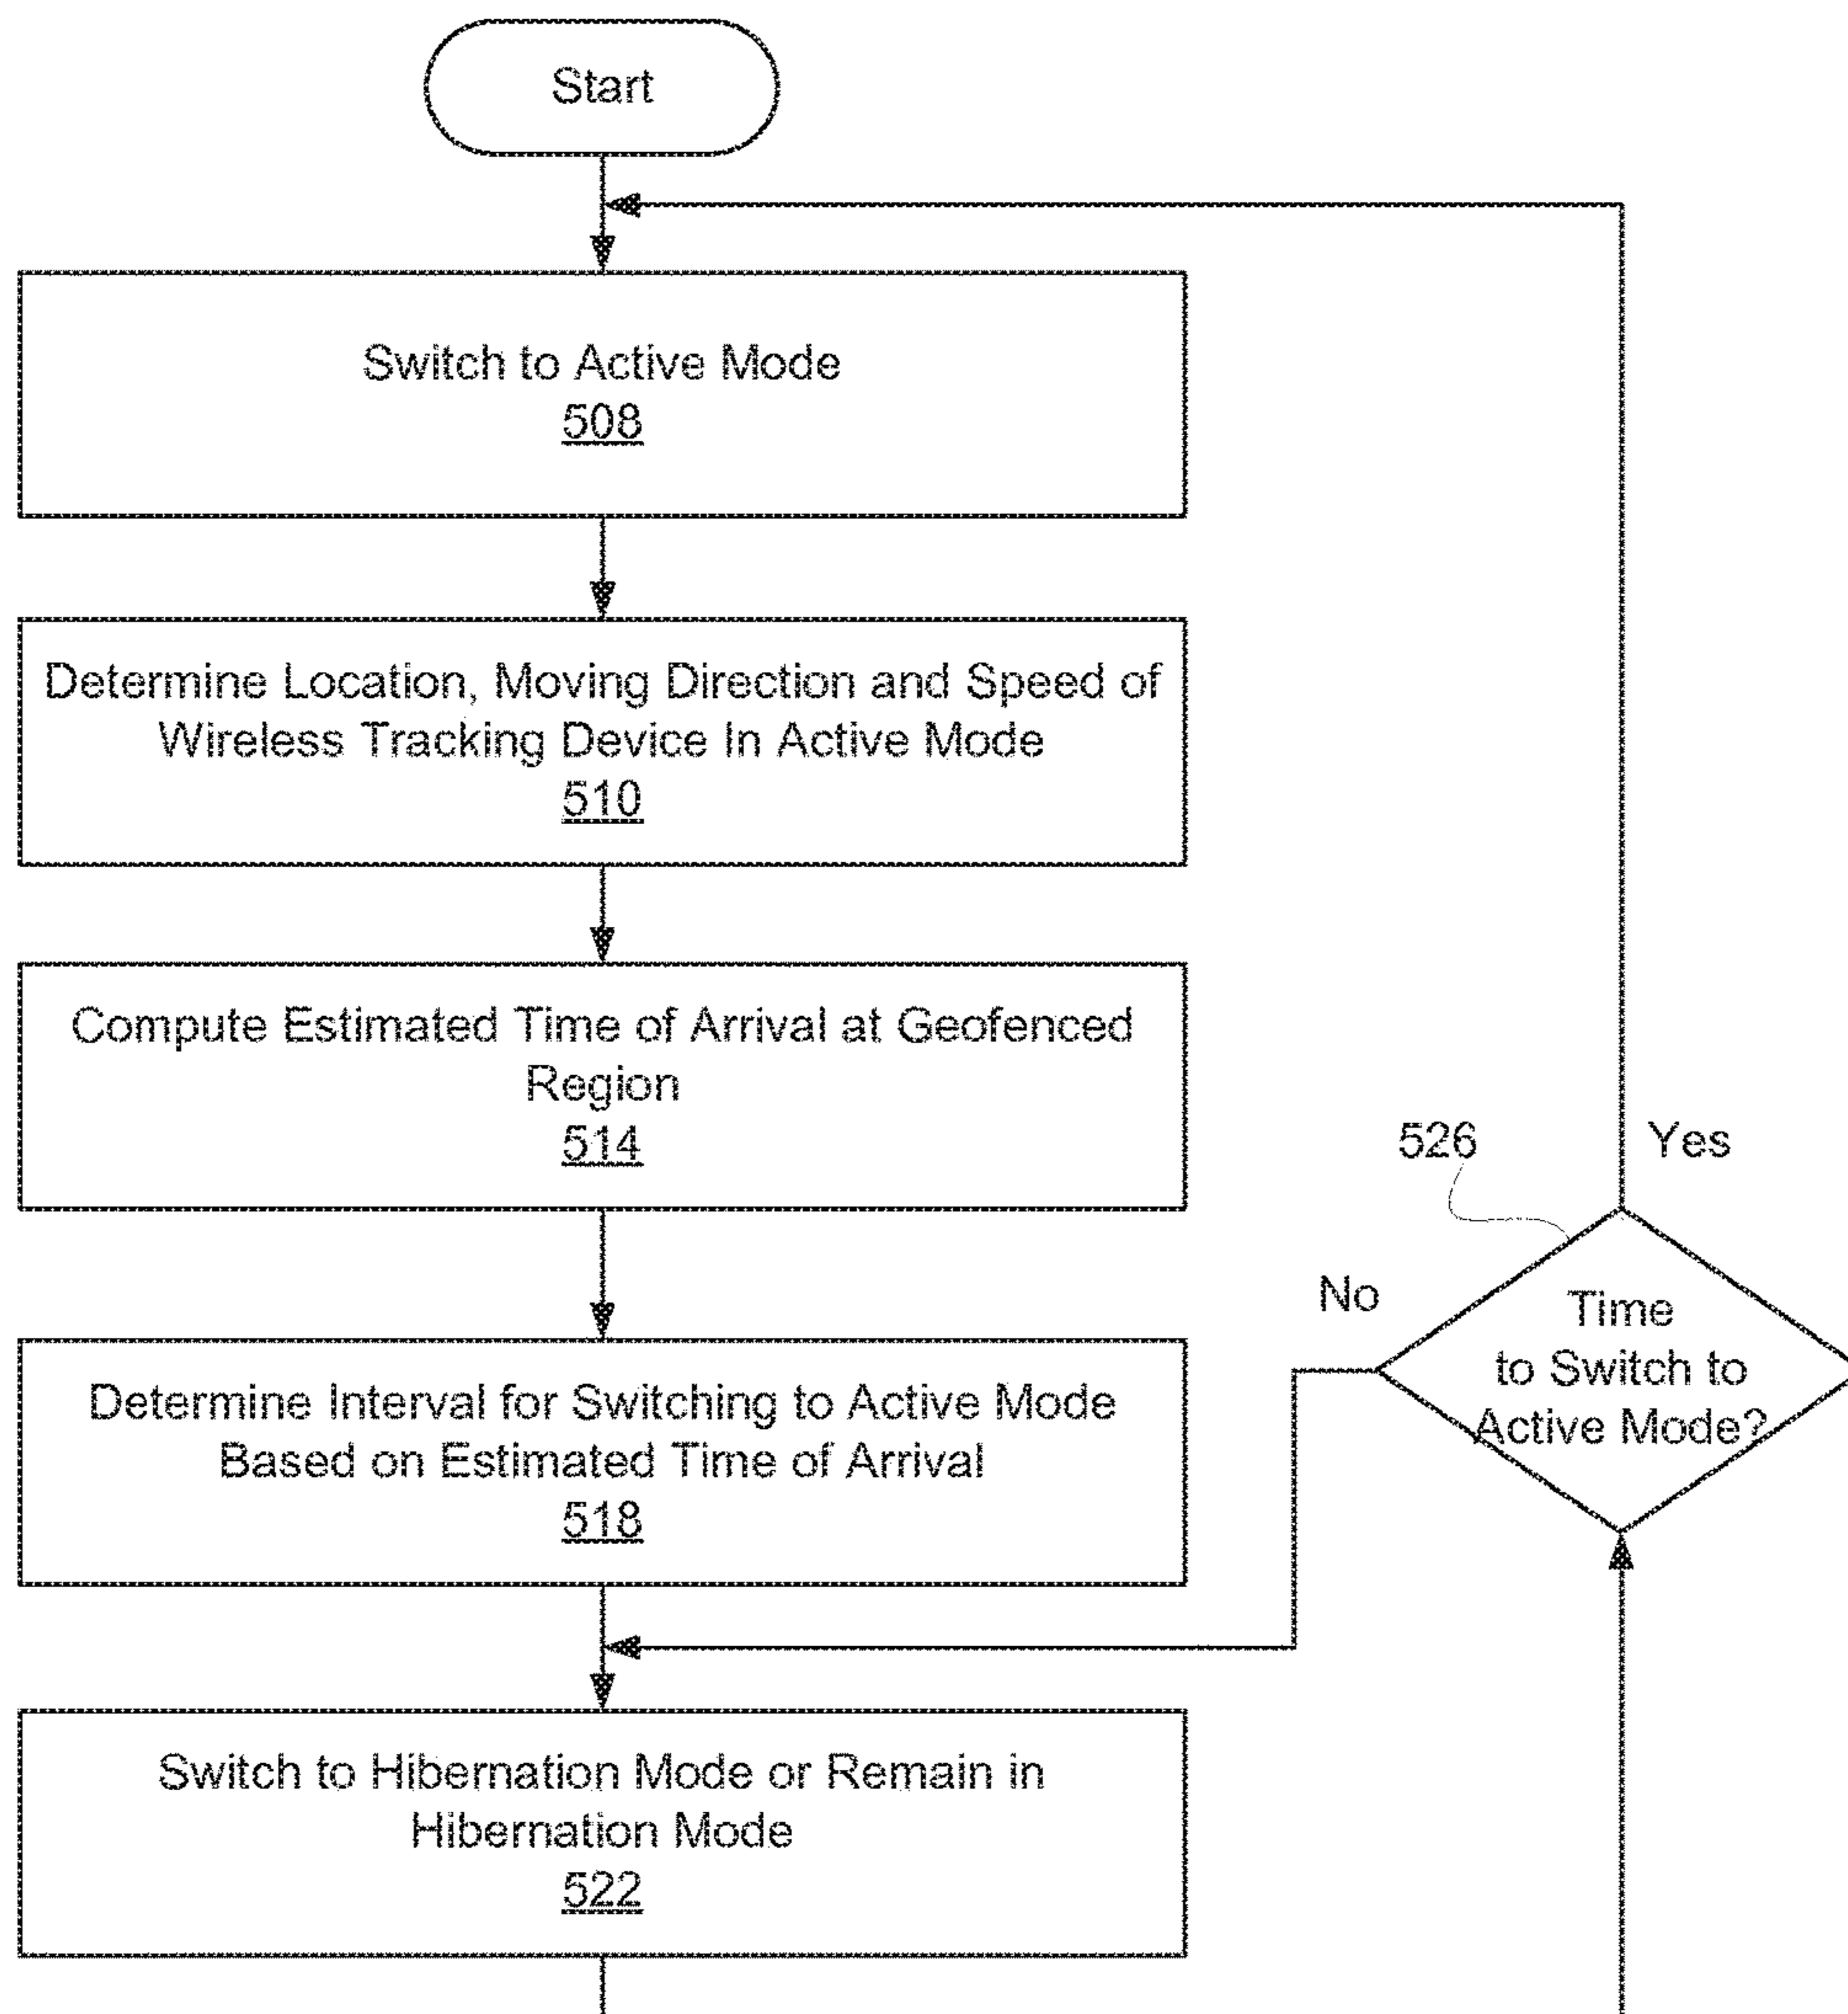 Start
Switch to Active Mode
508
Determine Location, Moving Direction and Speed of
Wireless Tracking Device In Active Mode
510
Compute Estimated Time of Arrival at Geofenced
Region
514
526
Yes
No
Time
to Switch to
Active Mode?
Determine Interval for Switching to Active Mode
Based on Estimated Time of Arrival
518
Switch to Hibernation Mode or Remain in
Hibernation Mode
522